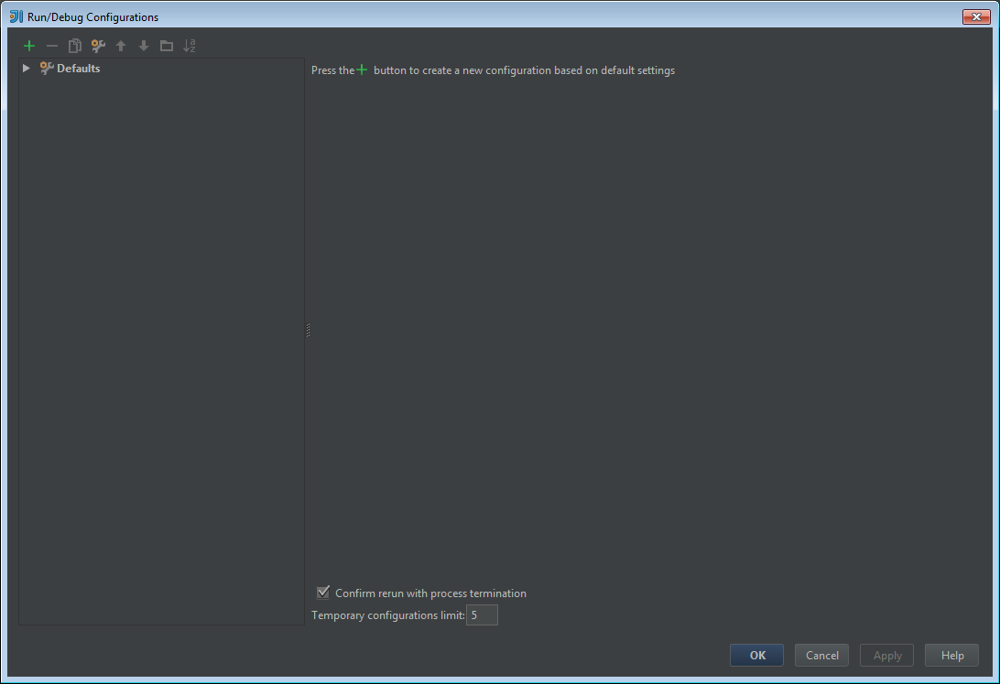 Run/Debug Configurations
Defaults
Press the + button to create a new configuration based on default settings
Confirm rerun with process termination
Temporary configurations limit: 5
OK Cancel Apply Help